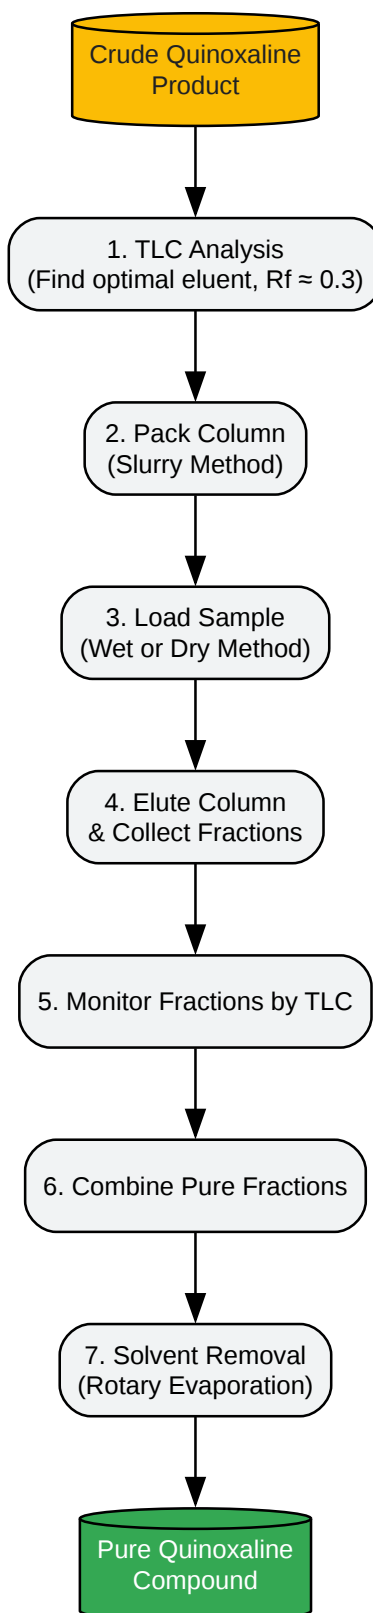 Crude Quinoxaline
Product
1. TLC Analysis
(Find optimal eluent, Rf ≈ 0.3)
2. Pack Column
(Slurry Method)
3. Load Sample
(Wet or Dry Method)
4. Elute Column
& Collect Fractions
5. Monitor Fractions by TLC
6. Combine Pure Fractions
7. Solvent Removal
(Rotary Evaporation)
Pure Quinoxaline
Compound